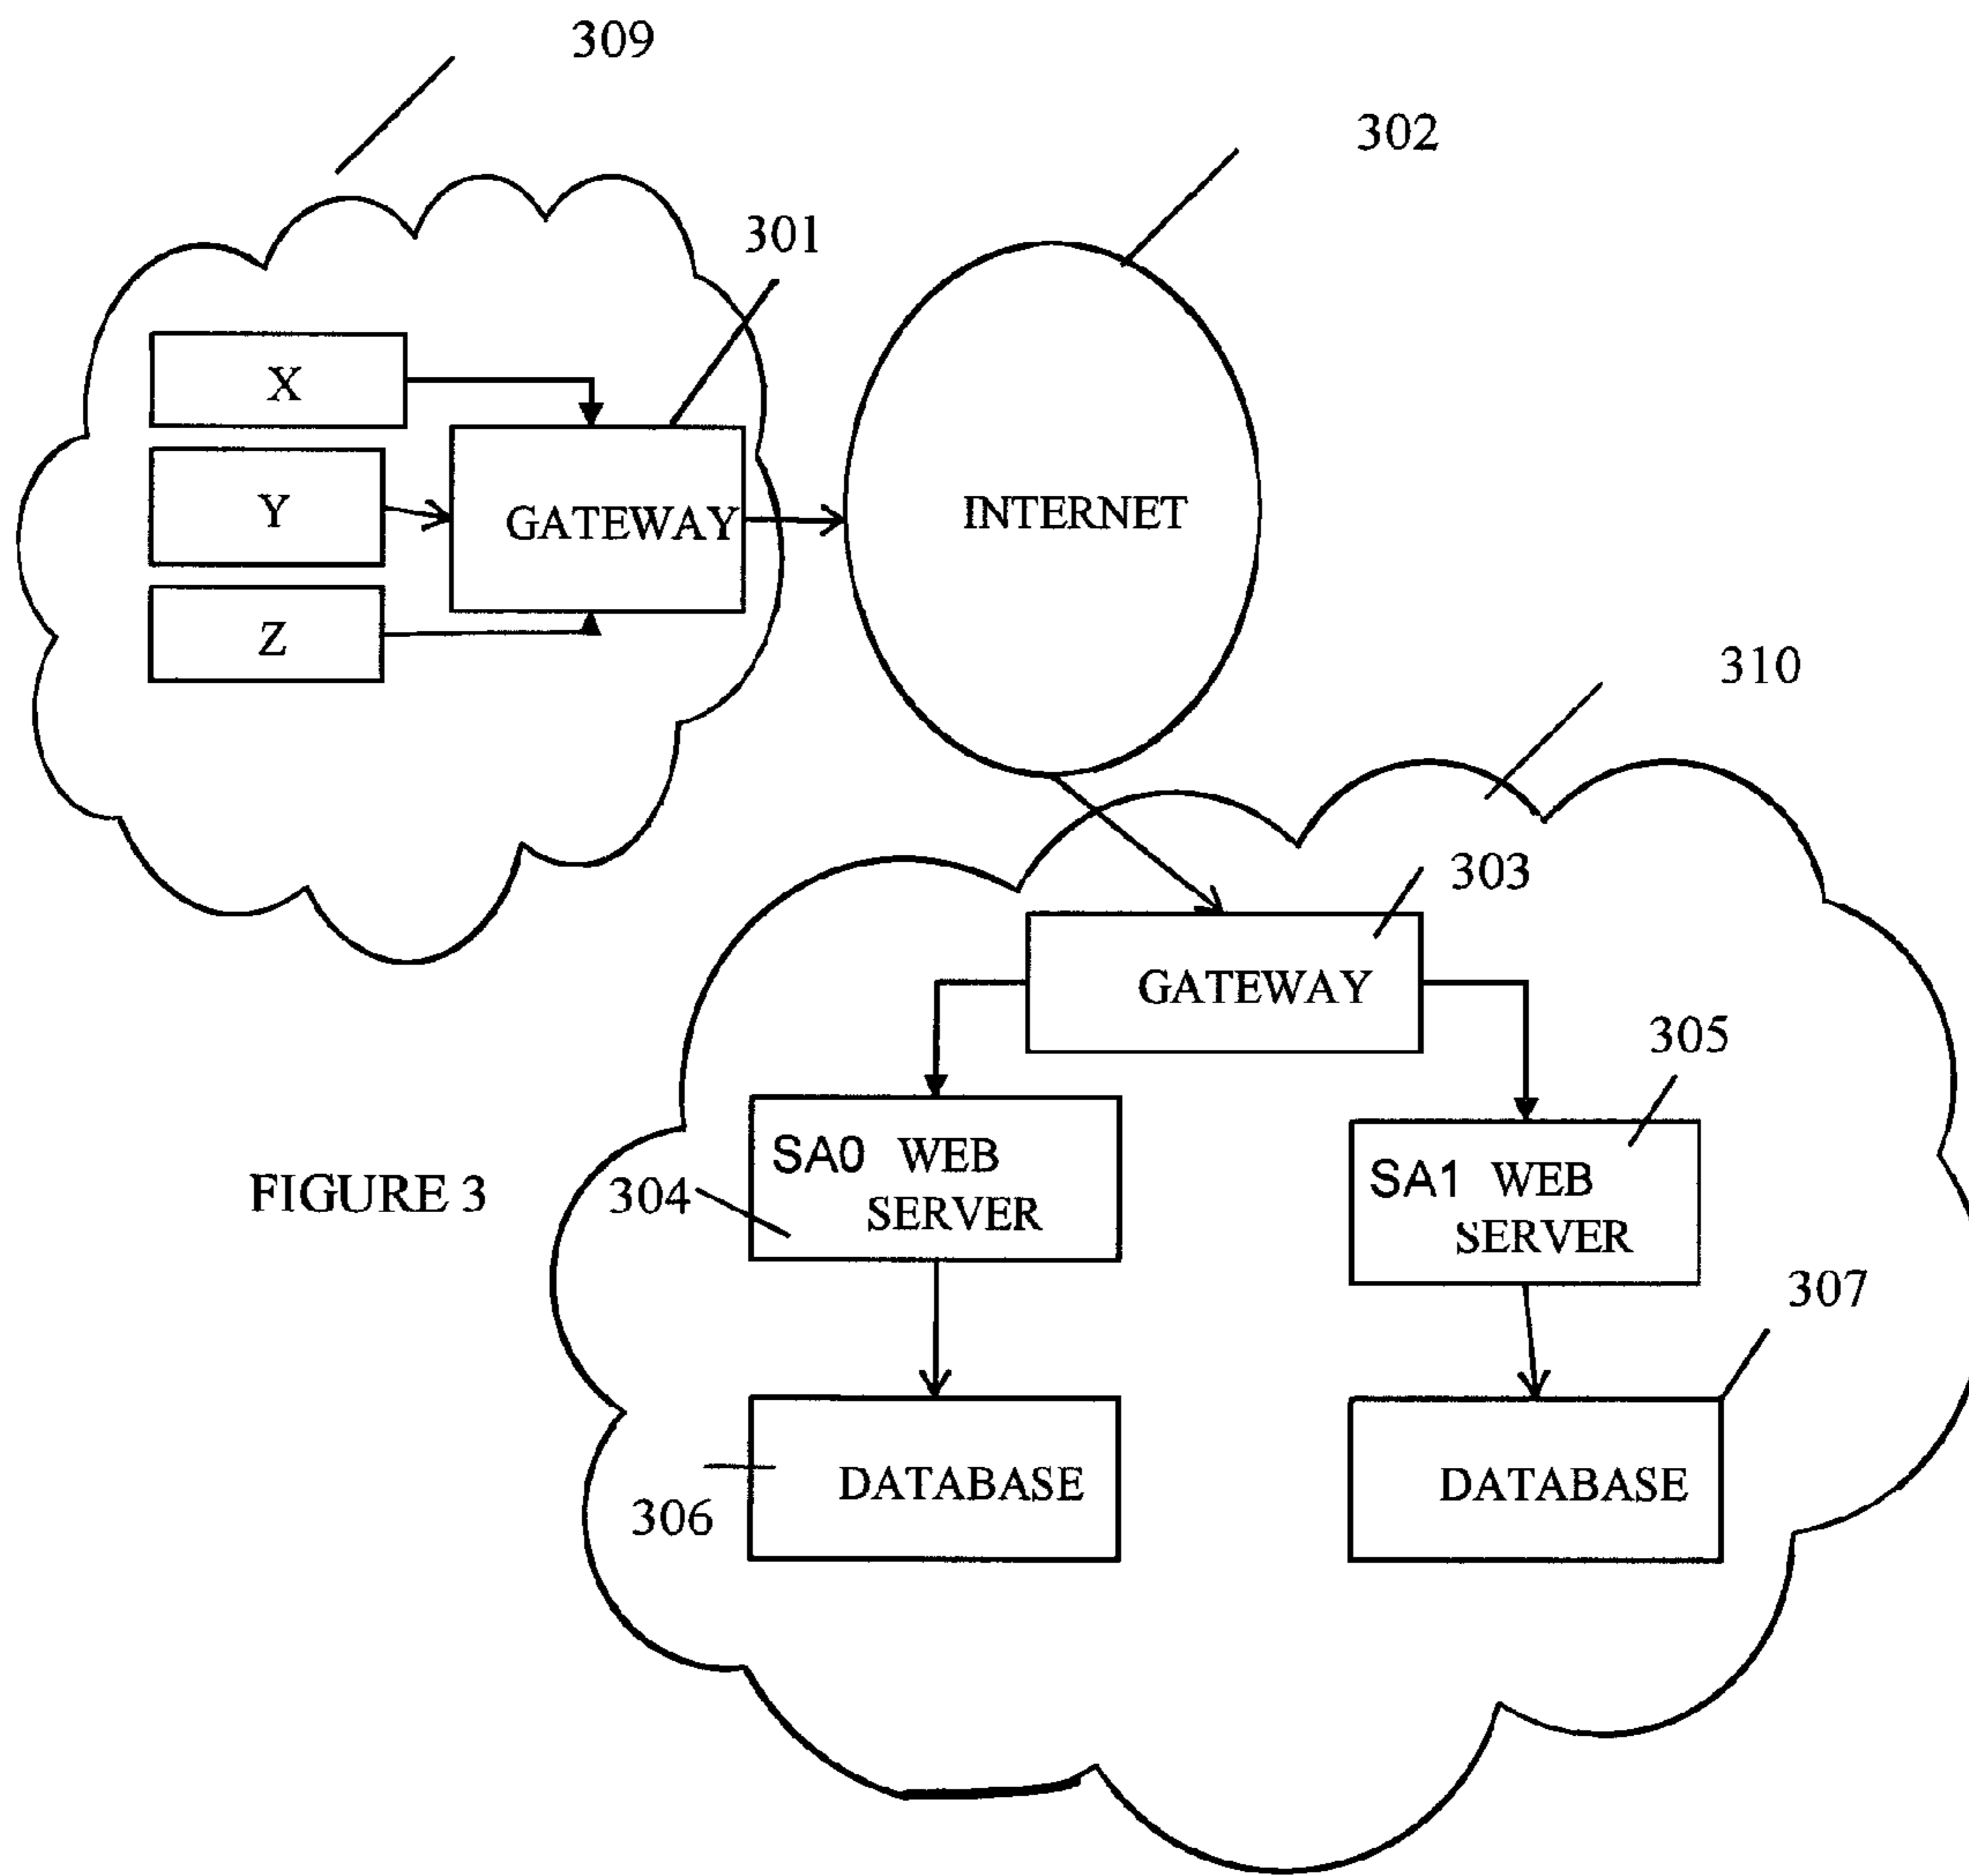 309
302
301
X
Y
GATEWAY
INTERNET
Z
310
303
GATEWAY
305
SA0 WEB
SERVER
SA1 WEB
SERVER
FIGURE 3
304
307
DATABASE
DATABASE
306